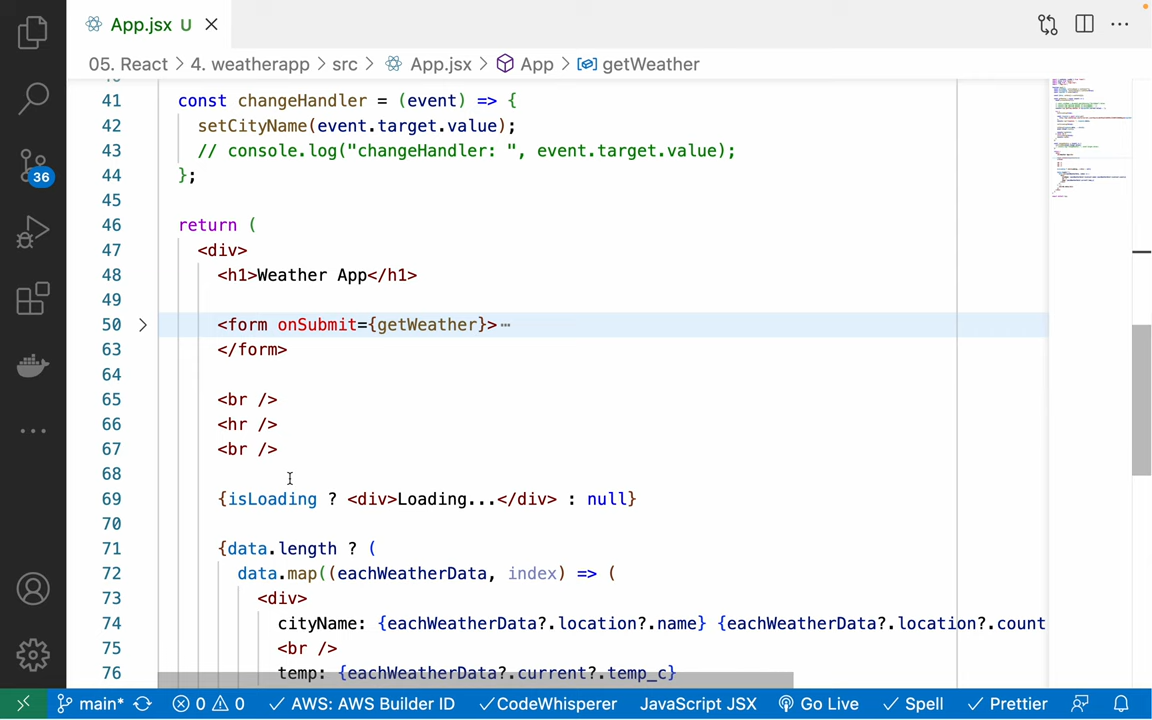 App.jsx U
05. React > 4. weatherapp > src > App.jsx > App > getWeather
36
41 const changeHandler = (event) => {
42 setCityName(event.target.value);
43 // console.log("changeHandler: ", event.target.value);
44 };
45
46 return (
47 <div>
48 <h1>Weather App</h1>
49
50 <form onSubmit={getWeather}>⋯
63 </form>
64
65 <br />
66 <hr />
67 <br />
68
69 {isLoading ? <div>Loading...</div> : null}
70
71 {data.length ? (
72 data.map((eachWeatherData, index) => (
73 <div>
74 cityName: {eachWeatherData?.location?.name} {eachWeatherData?.location?.count
75 <br />
76 temp: {eachWeatherData?.current?.temp_c}
main* 0 0 AWS: AWS Builder ID CodeWhisperer JavaScript JSX Go Live Spell Prettier